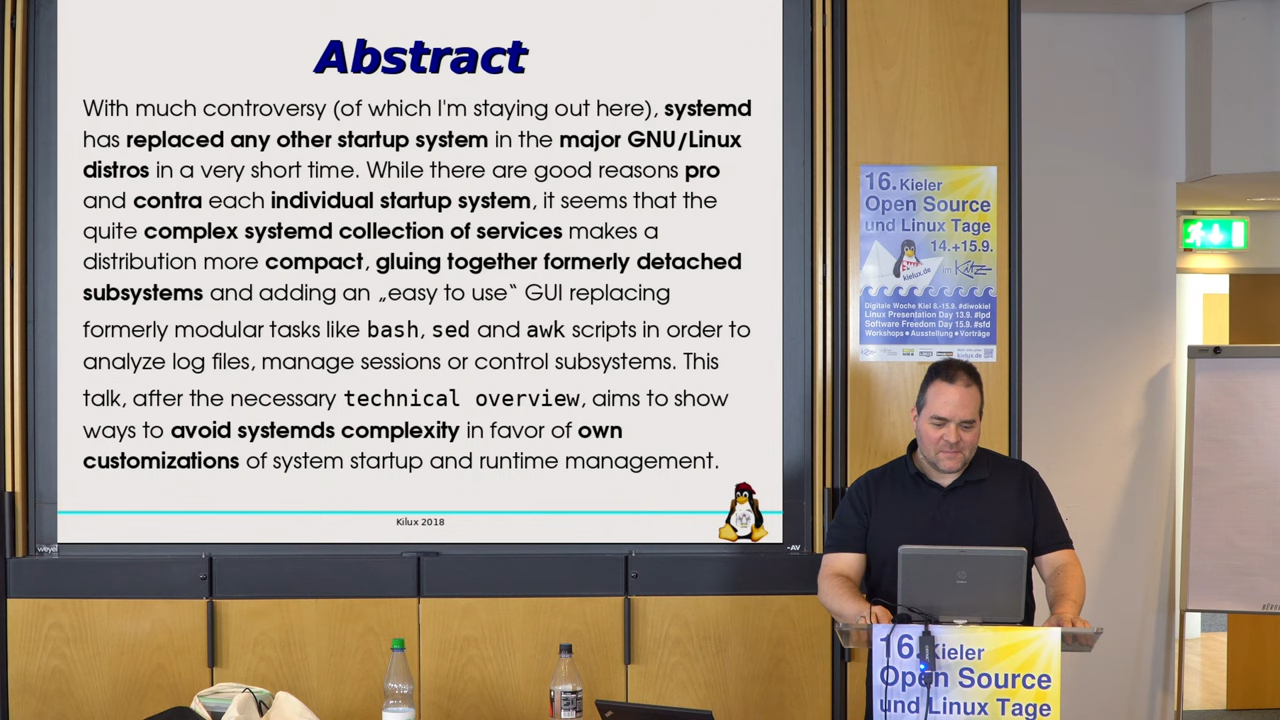 Abstract
With much controversy (of which I'm staying out here), systemd
has replaced any other startup system in the major GNU/Linux
distros in a very short time. While there are good reasons pro
and contra each individual startup system, it seems that the
quite complex systemd collection of services makes a
distribution more compact, gluing together formerly detached
subsystems and adding an „easy to use“ GUI replacing
formerly modular tasks like bash, sed and awk scripts in order to
analyze log files, manage sessions or control subsystems. This
talk, after the necessary technical overview, aims to show
ways to avoid systemds complexity in favor of own
customizations of system startup and runtime management.
Kilux 2018
weyel
-AV
16. Kieler
Open Source
und Linux Tage
14.+15.9.
kielux.de
im KITZ
Digitale Woche Kiel 8.-15.9. #diwokiel
Linux Presentation Day 13.9. #lpd
Software Freedom Day 15.9. #sfd
Workshops • Ausstellung • Vorträge
kielux.de
hp
16. Kieler
Open Source
und Linux Tage